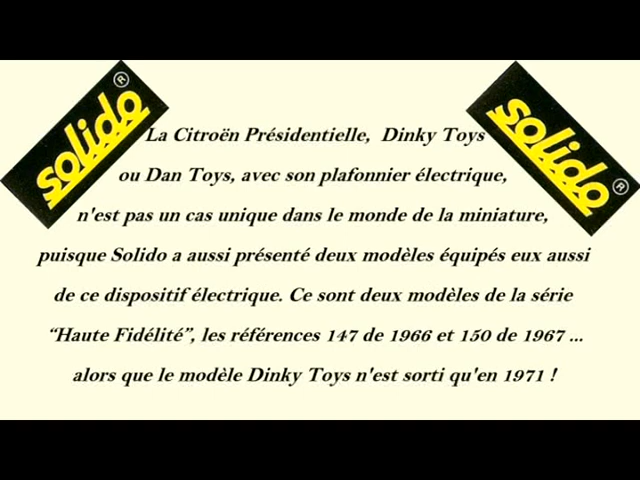 solido®
solido®
La Citroën Présidentielle, Dinky Toys
ou Dan Toys, avec son plafonnier électrique,
n'est pas un cas unique dans le monde de la miniature,
puisque Solido a aussi présenté deux modèles équipés eux aussi
de ce dispositif électrique. Ce sont deux modèles de la série
“Haute Fidélité”, les références 147 de 1966 et 150 de 1967 ...
alors que le modèle Dinky Toys n'est sorti qu'en 1971 !